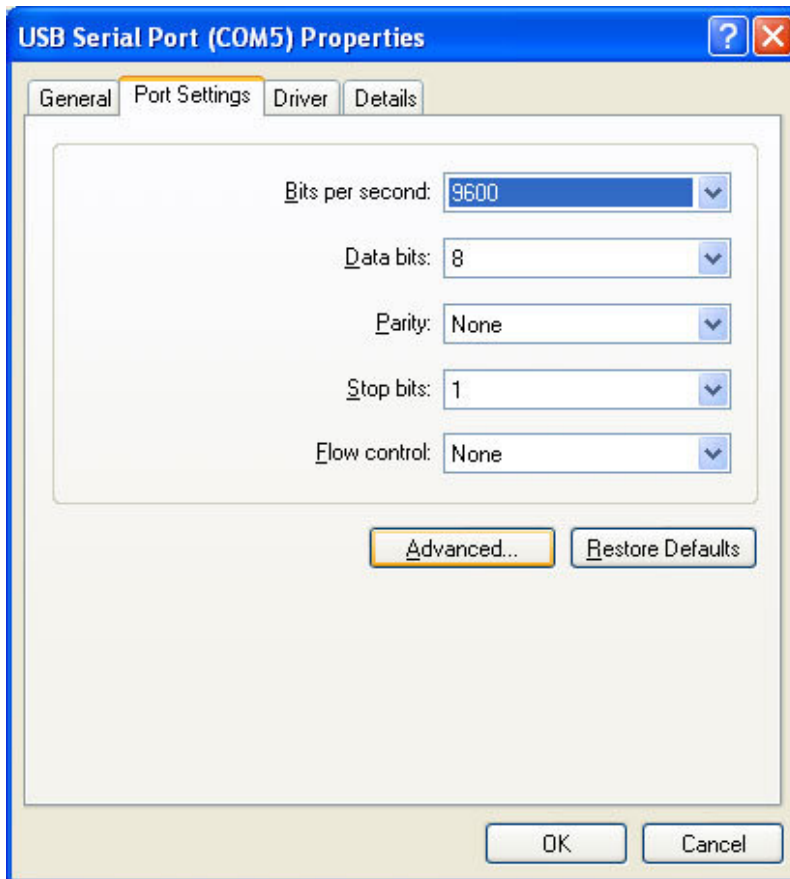 USB Serial Port (COM5) Properties
General Port Settings Driver Details
Bits per second: 9600
Data bits: 8
Parity: None
Stop bits: 1
Flow control: None
Advanced... Restore Defaults
OK Cancel